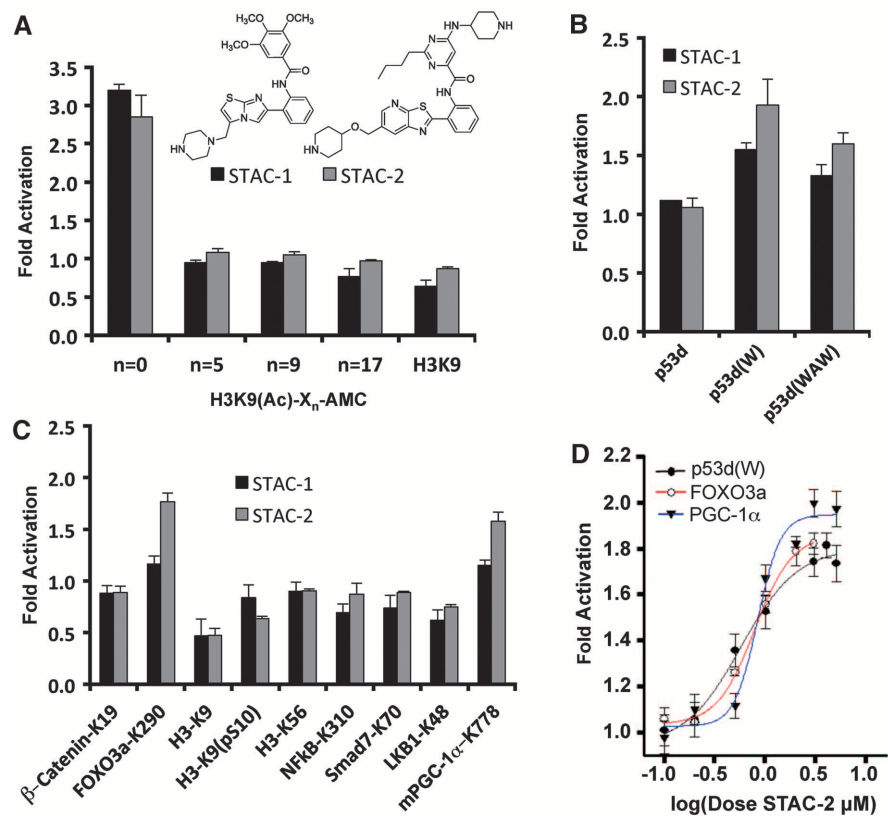 A
OCH₃
H₃CO
OCH₃
O
HN
S
N
N
N
HN
STAC-1
STAC-2
HN
NH
N
N
O
HN
N
S
N
O
HN
Fold Activation
3.5
3.0
2.5
2.0
1.5
1.0
0.5
0.0
n=0 n=5 n=9 n=17 H3K9
H3K9(Ac)-Xₙ-AMC
B
STAC-1
STAC-2
Fold Activation
2.5
2.0
1.5
1.0
0.5
0.0
p53d
p53d(W)
p53d(WAW)
C
STAC-1
STAC-2
Fold Activation
2.5
2.0
1.5
1.0
0.5
0.0
β-Catenin-K19
FOXO3a-K290
H3-K9
H3-K9(pS10)
H3-K56
NFkB-K310
Smad7-K70
LKB1-K48
mPGC-1α-K778
D
p53d(W)
FOXO3a
PGC-1α
Fold Activation
2.2
2.0
1.8
1.6
1.4
1.2
1.0
-1.0 -0.5 0.0 0.5 1.0
log(Dose STAC-2 μM)